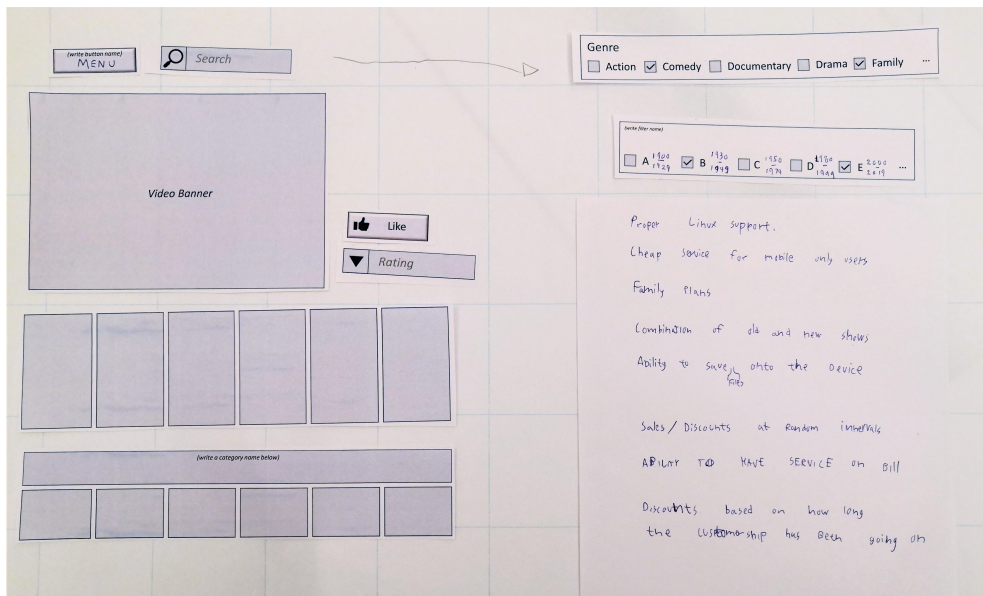 (write button name)
MENU
Search
Genre
Action Comedy Documentary Drama Family ...
(write filter name)
A 1900 - 1929 B 1930 - 1949 C 1950 - 1979 D 1980 - 1999 E 2000 - 2019 ...
Video Banner
Like
Rating
(write a category name below)
Proper Linux support.
Cheap service for mobile only users
Family Plans
Combination of old and new shows
Ability to save files onto the Device
Sales / Discounts at Random intervals
ABILITY TO HAVE SERVICE on Bill
Discounts based on how long
the customership has been going on